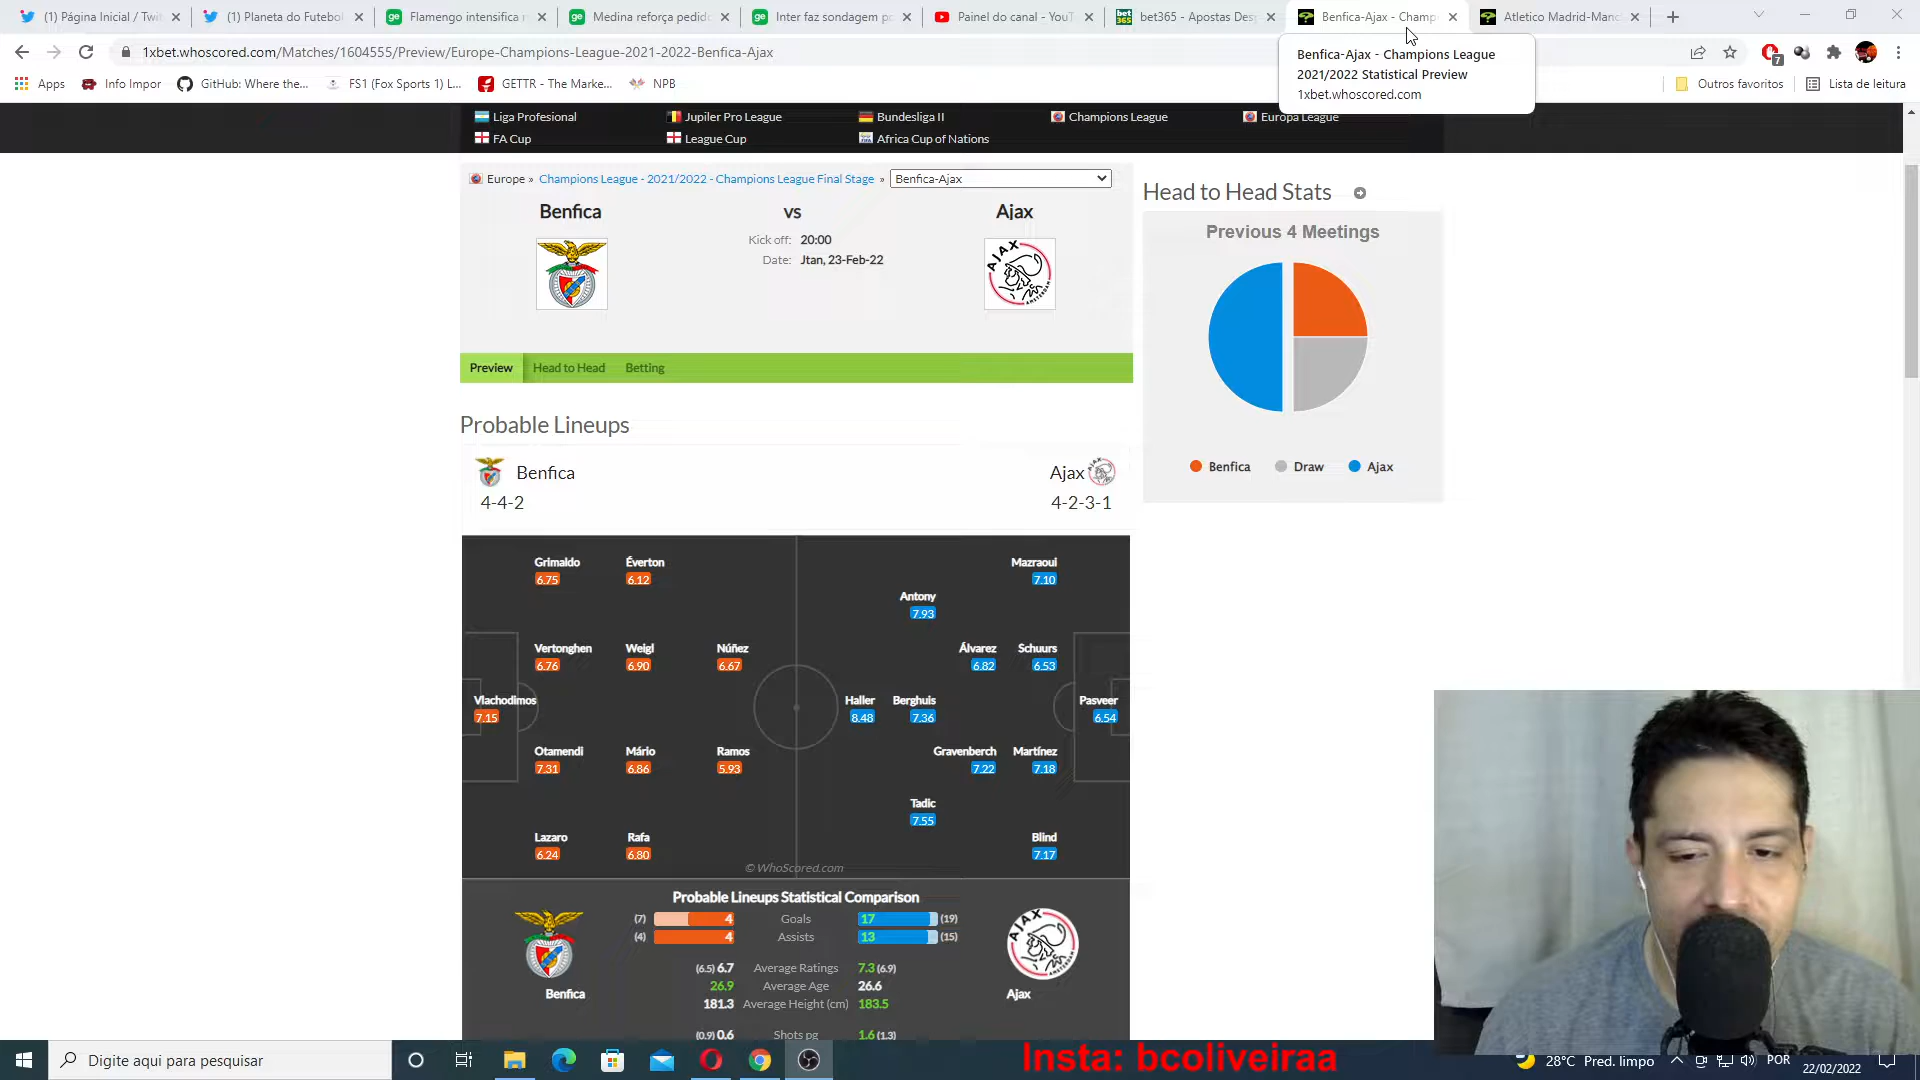 (1) Página Inicial / Twit
(1) Planeta do Futebol
Flamengo intensifica
Medina reforça pedido
Inter faz sondagem po
Painel do canal - YouT
bet365 - Apostas Des
Benfica-Ajax - Champ
Atletico Madrid-Manc
1xbet.whoscored.com/Matches/1604555/Preview/Europe-Champions-League-2021-2022-Benfica-Ajax
7
Benfica-Ajax - Champions League
2021/2022 Statistical Preview
1xbet.whoscored.com
Apps
Info Impor
GitHub: Where the...
FS1 (Fox Sports 1) L...
GETTR - The Marke...
NPB
Outros favoritos
Lista de leitura
Liga Profesional
Jupiler Pro League
Bundesliga II
Champions League
Europa League
FA Cup
League Cup
Africa Cup of Nations
Europe » Champions League - 2021/2022 - Champions League Final Stage » Benfica-Ajax
Benfica vs Ajax
Kick off: 20:00
Date: Jtan, 23-Feb-22
Preview Head to Head Betting
Head to Head Stats
Previous 4 Meetings
Benfica Draw Ajax
Probable Lineups
Benfica Ajax
4-4-2 4-2-3-1
Grimaldo
6.75
Éverton
6.12
Mazraoui
7.10
Antony
7.93
Vertonghen
6.76
Weigl
6.90
Núñez
6.67
Álvarez
6.82
Schuurs
6.53
Vlachodimos
7.15
Haller
8.48
Berghuis
7.36
Pasveer
6.54
Otamendi
7.31
Mário
6.86
Ramos
5.93
Gravenberch
7.22
Martínez
7.18
Tadic
7.55
Lazaro
6.24
Rafa
6.80
Blind
7.17
© WhoScored.com
Probable Lineups Statistical Comparison
AJAX
(7) 4 Goals 17 (19)
(4) 4 Assists 13 (15)
(6.5) 6.7 Average Ratings 7.3 (6.9)
26.9 Average Age 26.6
181.3 Average Height (cm) 183.5
(0.9) 0.6 Shots pg 1.6 (1.3)
Benfica
Ajax
Digite aqui para pesquisar
Insta: bcoliveiraa
28°C Pred. limpo
POR
22/02/2022